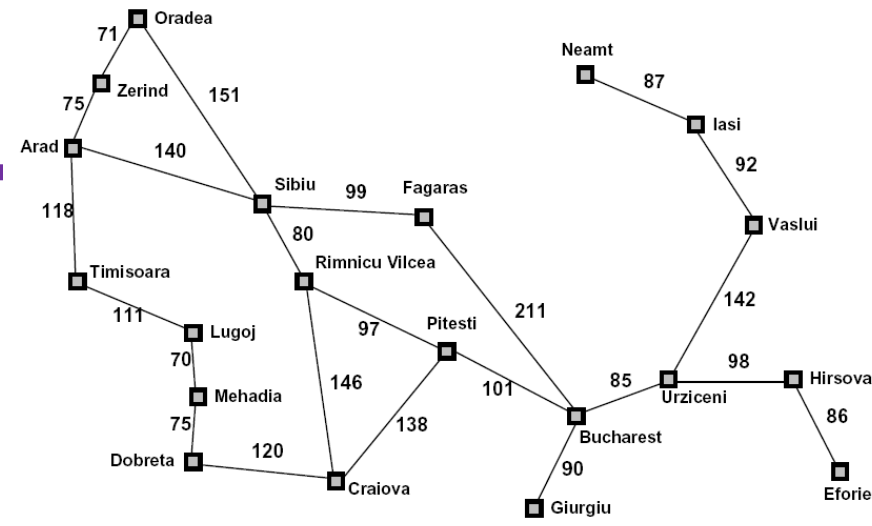 Oradea
71
Neamt
87
Zerind
151
75
Iasi
Arad
140
92
Sibiu
99
Fagaras
118
80
Vaslui
Timisoara
Rimnicu Vilcea
142
111
211
Lugoj
97
Pitesti
98
70
146
101
85
Hirsova
Mehadia
Urziceni
75
138
86
Dobreta
120
Bucharest
90
Craiova
Eforie
Giurgiu